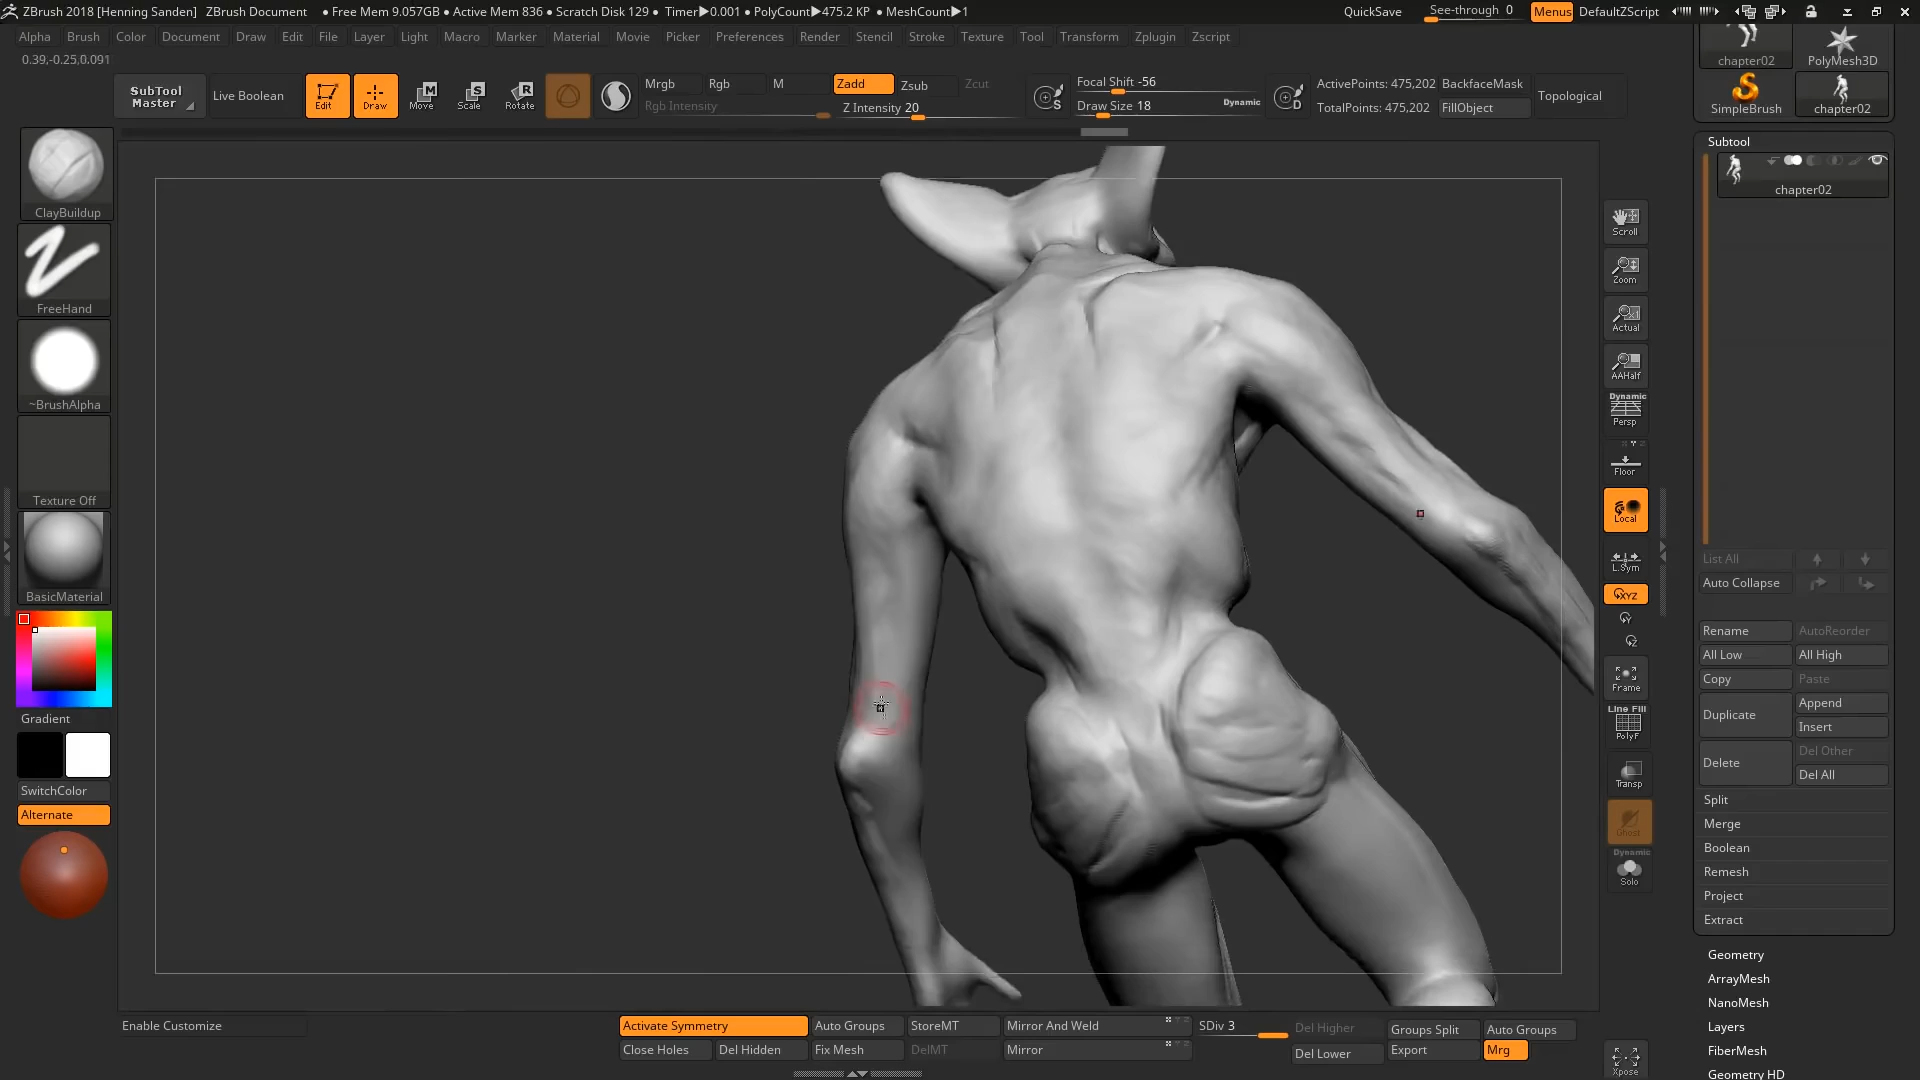 ZBrush 2018 [Henning Sanden] ZBrush Document • Free Mem 9.057GB • Active Mem 836 • Scratch Disk 129 • Timer▶0.001 • PolyCount▶475.2 KP • MeshCount▶1 QuickSave See-through 0 Menus DefaultZScript
Alpha Brush Color Document Draw Edit File Layer Light Macro Marker Material Movie Picker Preferences Render Stencil Stroke Texture Tool Transform Zplugin Zscript
0.39,-0.25,0.091
SubTool Master
Live Boolean
Edit Draw Move Scale Rotate
Mrgb Rgb M Zadd Zsub Zcut
Rgb Intensity Z Intensity 20
S
Focal Shift -56
Draw Size 18 Dynamic
D
ActivePoints: 475,202 BackfaceMask
TotalPoints: 475,202 FillObject
Topological
chapter02 PolyMesh3D
SimpleBrush chapter02
ClayBuildup
FreeHand
~BrushAlpha
Texture Off
BasicMaterial
Gradient
SwitchColor
Alternate
Scroll
Zoom
Actual
AAHalf
Dynamic
Persp
Floor
Local
L.Sym
XYZ
Y
Z
Frame
Line Fill
PolyF
Transp
Ghost
Dynamic
Solo
Xpose
Subtool
chapter02
List All
Auto Collapse
Rename AutoReorder
All Low All High
Copy Paste
Duplicate Append
Insert
Delete Del Other
Del All
Split
Merge
Boolean
Remesh
Project
Extract
Geometry
ArrayMesh
NanoMesh
Layers
FiberMesh
Geometry HD
Enable Customize
Activate Symmetry Auto Groups StoreMT Mirror And Weld SDiv 3 Del Higher Groups Split Auto Groups
Close Holes Del Hidden Fix Mesh DelMT Mirror Del Lower Export Mrg